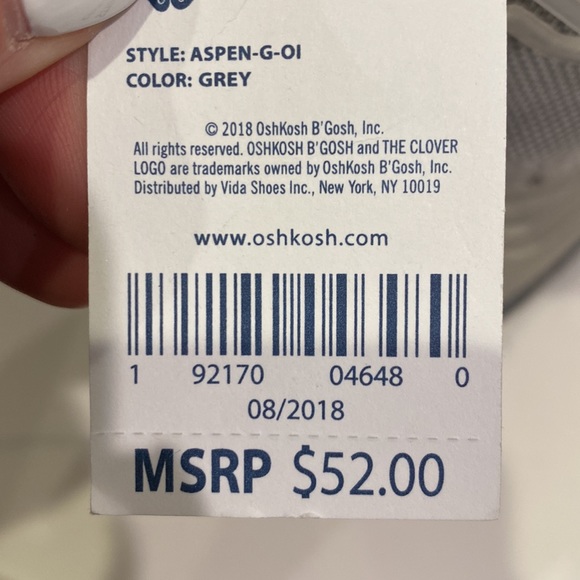 STYLE: ASPEN-G-OI
COLOR: GREY
© 2018 OshKosh B'Gosh, Inc.
All rights reserved. OSHKOSH B'GOSH and THE CLOVER
LOGO are trademarks owned by OshKosh B'Gosh, Inc.
Distributed by Vida Shoes Inc., New York, NY 10019
www.oshkosh.com
1 92170 04648 0
08/2018
MSRP $52.00